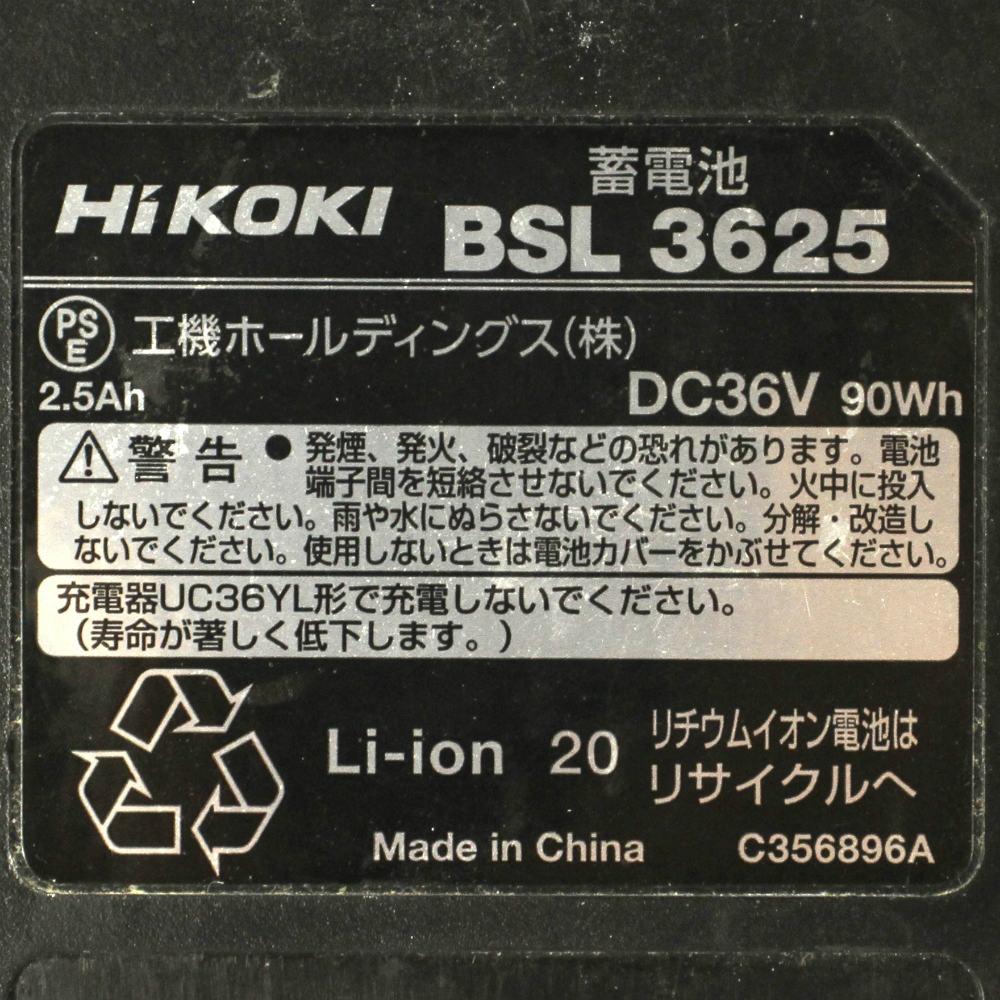 蓄電池
HiKOKI BSL 3625
PSE 工機ホールディングス(株)
2.5Ah DC36V 90Wh
警告 ● 発煙、発火、破裂などの恐れがあります。電池
端子間を短絡させないでください。火中に投入
しないでください。雨や水にぬらさないでください。分解・改造し
ないでください。使用しないときは電池カバーをかぶせてください。
充電器UC36YL形で充電しないでください。
(寿命が著しく低下します。)
Li-ion 20 リチウムイオン電池は
リサイクルへ
Made in China C356896A